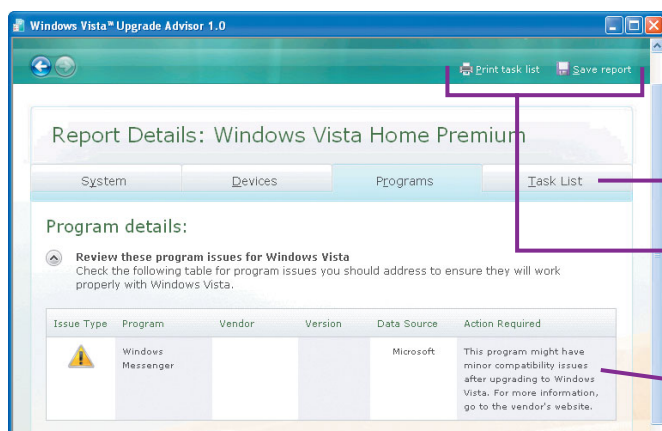 Windows Vista™ Upgrade Advisor 1.0
Print task list Save report
Report Details: Windows Vista Home Premium
System Devices Programs Task List
Program details:
Review these program issues for Windows Vista
Check the following table for program issues you should address to ensure they will work
properly with Windows Vista.
Issue Type Program Vendor Version Data Source Action Required
Windows Messenger Microsoft This program might have
minor compatibility issues
after upgrading to Windows
Vista. For more information,
go to the vendor's website.